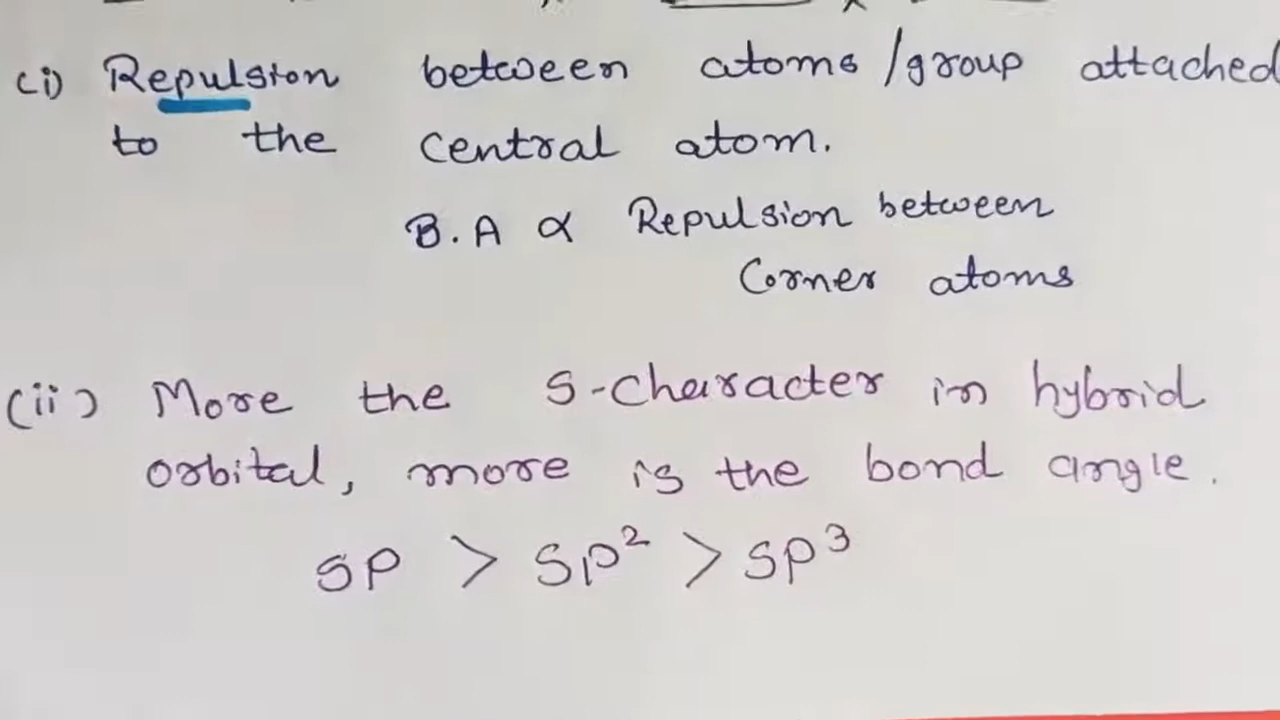 (i) Repulsion between atoms / group attached
to the central atom.
B. A ∝ Repulsion between
Corner atoms
(ii) More the S-character in hybrid
orbital, more is the bond angle.
SP > SP² > SP³